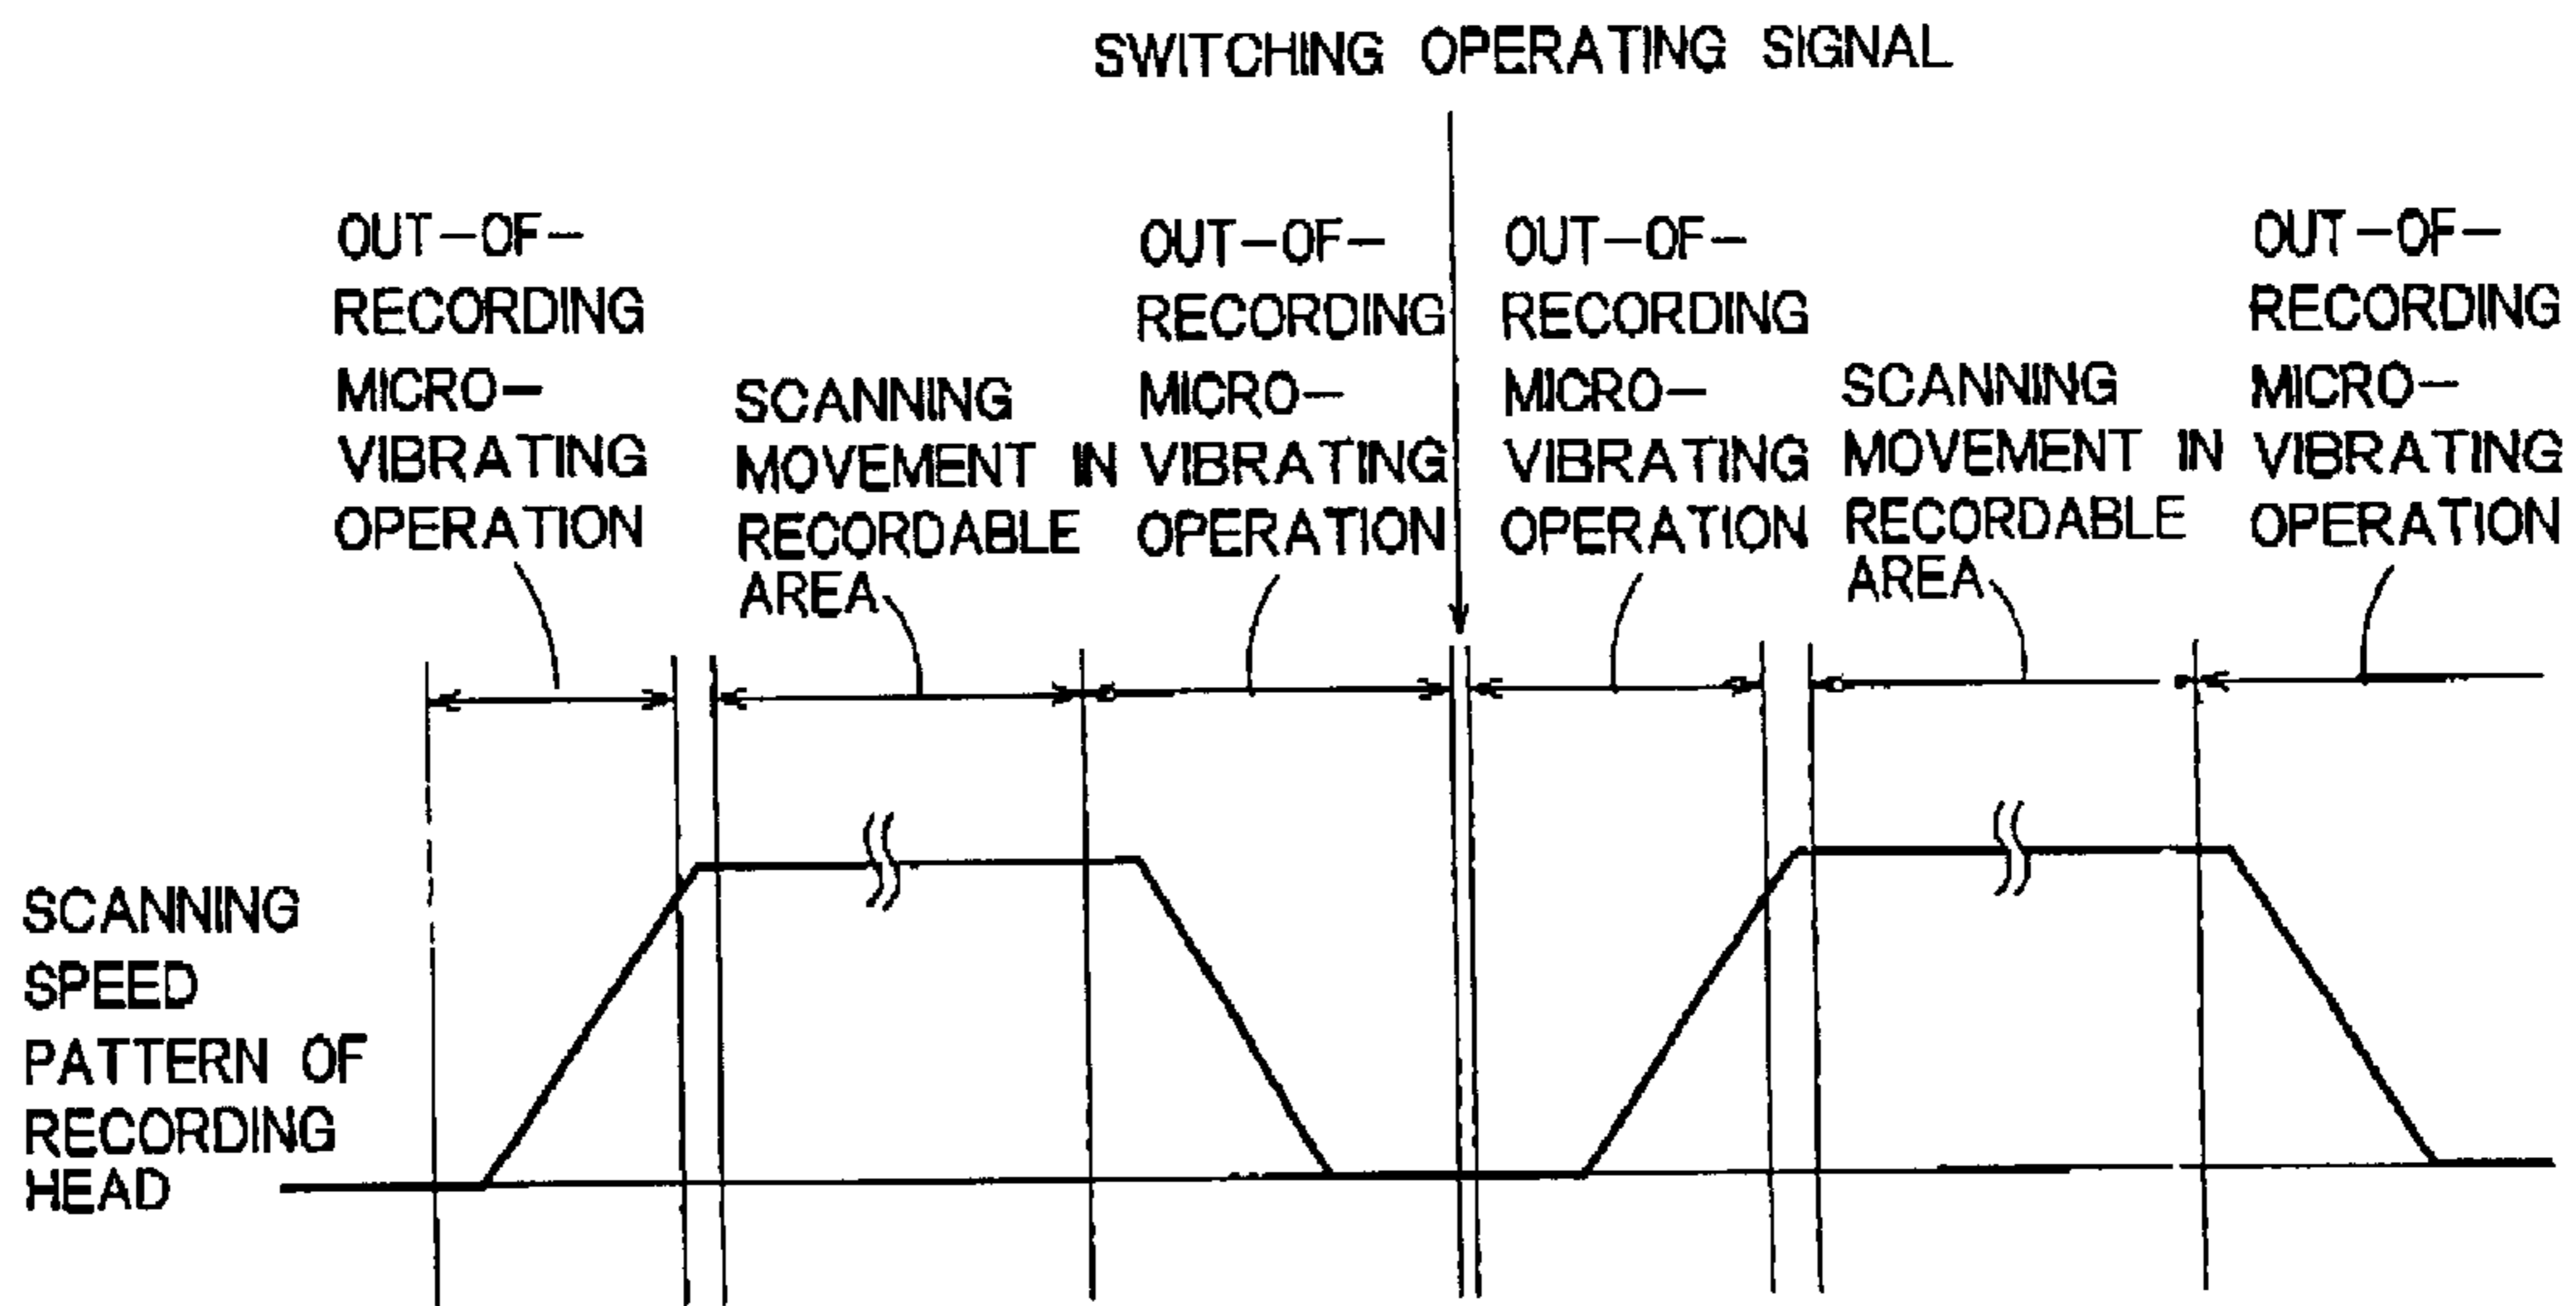 SWITCHING OPERATING SIGNAL
OUT-OF-
RECORDING
MICRO-
VIBRATING
OPERATION
SCANNING
MOVEMENT IN
RECORDABLE
AREA
OUT-OF-
RECORDING
MICRO-
VIBRATING
OPERATION
OUT-OF-
RECORDING
MICRO-
VIBRATING
OPERATION
SCANNING
MOVEMENT IN
RECORDABLE
AREA
OUT-OF-
RECORDING
MICRO-
VIBRATING
OPERATION
SCANNING
SPEED
PATTERN OF
RECORDING
HEAD